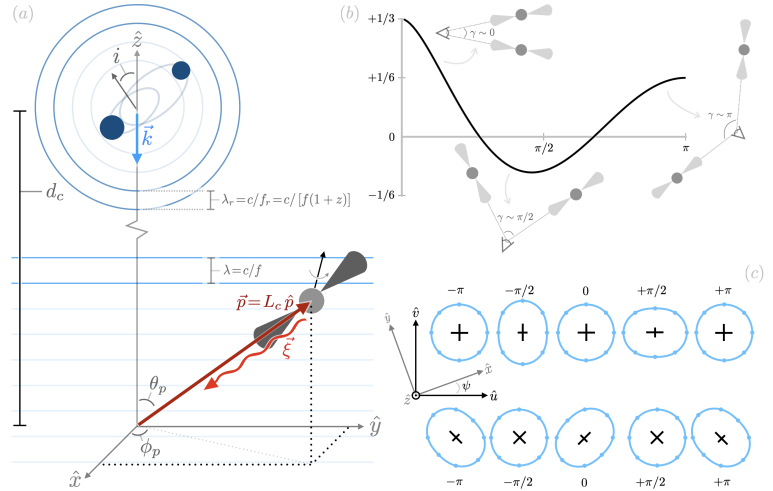 (a)
ẑ
i
k⃗
d_c
λ_r = c/f_r = c/[f(1+z)]
λ = c/f
p⃗ = L_c p̂
ξ⃗
θ_p
ϕ_p
ŷ
x̂
(b)
+1/3
+1/6
0
−1/6
π/2
π
γ ∼ 0
γ ∼ π
γ ∼ π/2
(c)
−π
−π/2
0
+π/2
+π
ŷ
v̂
x̂
ψ
ẑ
û
−π
−π/2
0
+π/2
+π